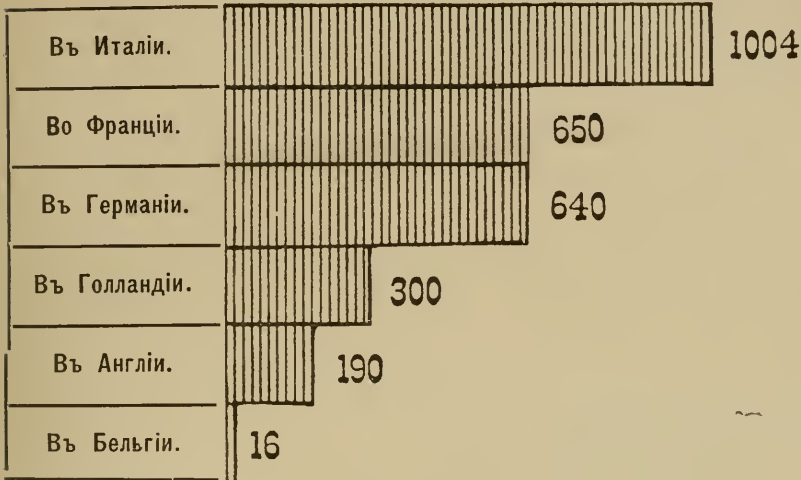 Въ Италіи. 1004
Во Франціи. 650
Въ Германіи. 640
Въ Голландіи. 300
Въ Англіи. 190
Въ Бельгіи. 16